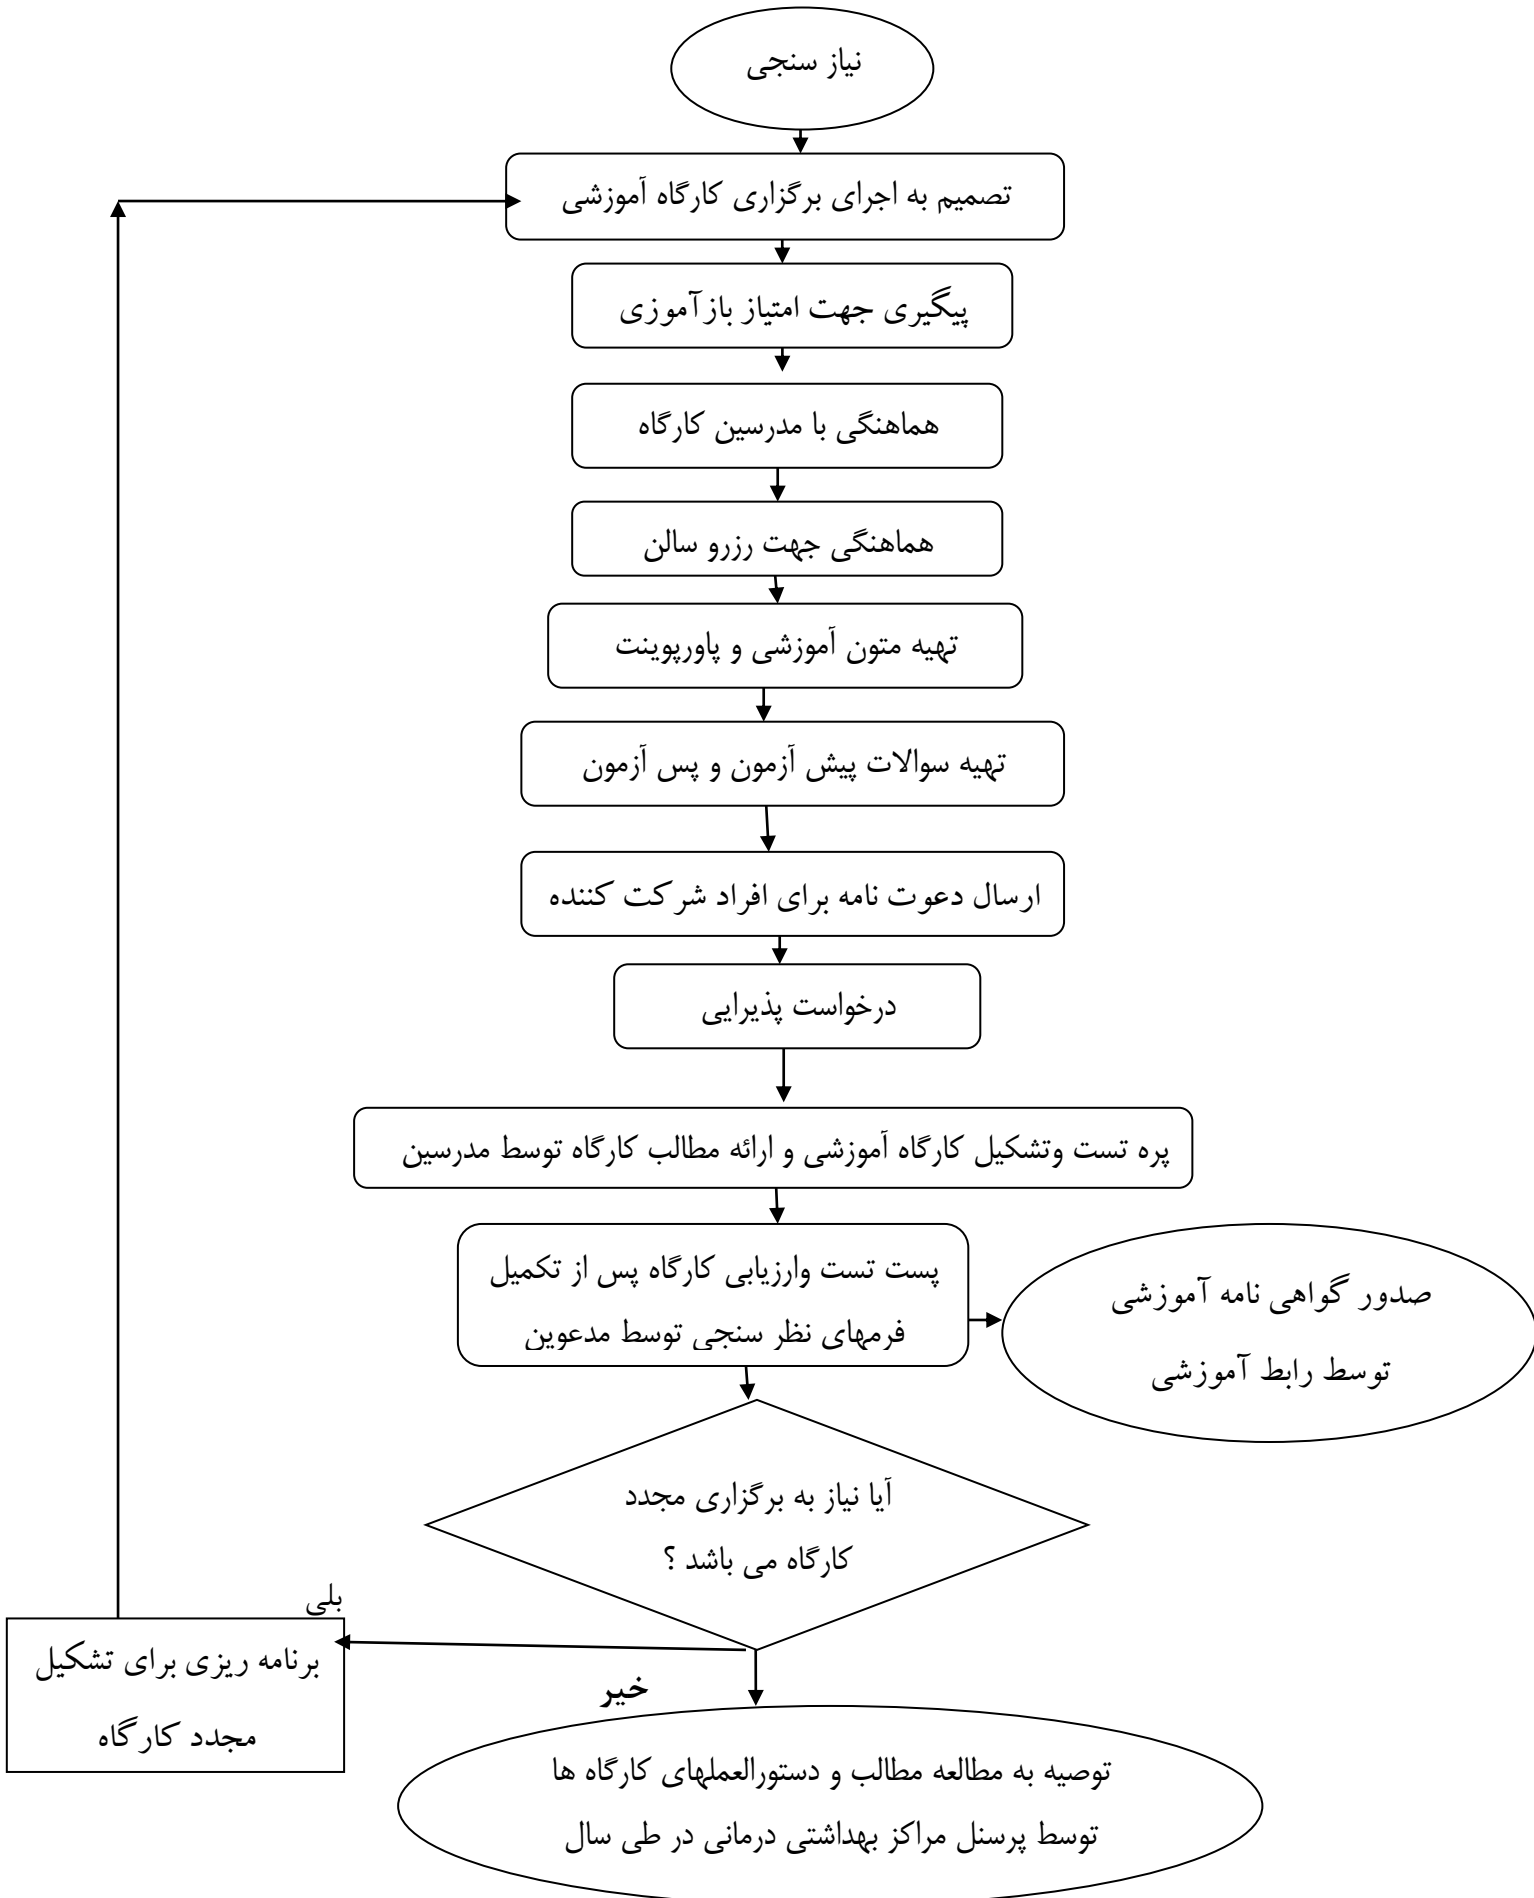 نیاز سنجی
تصمیم به اجرای برگزاری کارگاه آموزشی
پیگیری جهت امتیاز بازآموزی
هماهنگی با مدرسین کارگاه
هماهنگی جهت رزرو سالن
تهیه متون آموزشی و پاورپوینت
تهیه سوالات پیش آزمون و پس آزمون
ارسال دعوت نامه برای افراد شرکت کننده
درخواست پذیرایی
پره تست وتشکیل کارگاه آموزشی و ارائه مطالب کارگاه توسط مدرسین
پست تست وارزیابی کارگاه پس از تکمیل
فرمهای نظر سنجی توسط مدعوین
صدور گواهی نامه آموزشی
توسط رابط آموزشی
آیا نیاز به برگزاری مجدد
کارگاه می باشد ؟
بلی
برنامه ریزی برای تشکیل
مجدد کارگاه
خیر
توصیه به مطالعه مطالب و دستورالعملهای کارگاه ها
توسط پرسنل مراکز بهداشتی درمانی در طی سال